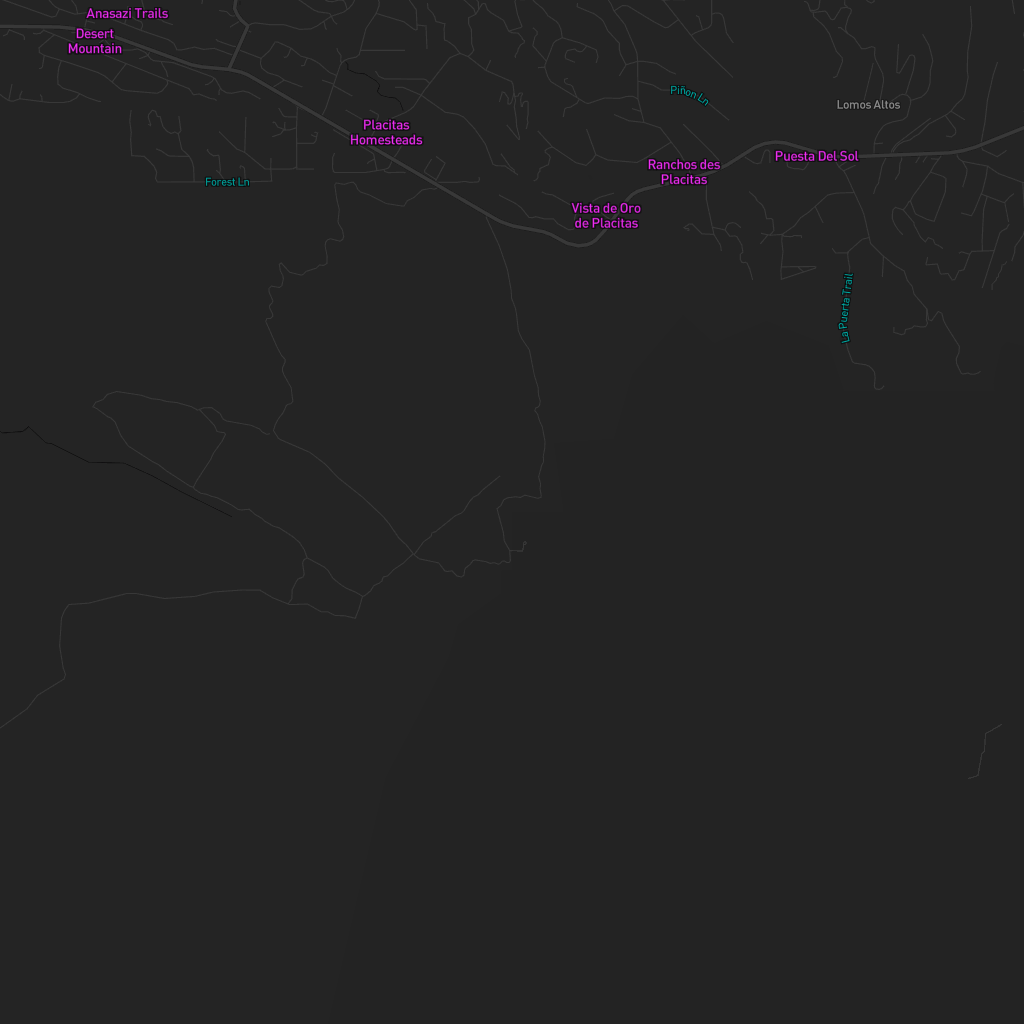 Anasazi Trails
Desert
Mountain
Piñon Ln
Lomos Altos
Placitas
Homesteads
Puesta Del Sol
Ranchos des
Placitas
Forest Ln
Vista de Oro
de Placitas
La Puerta Trail